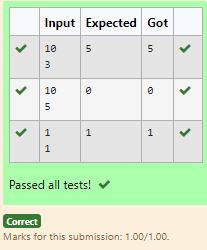 Input Expected Got
10 5 5
3
10 0 0
5
1 1 1
1
Passed all tests!
Correct
Marks for this submission: 1.00/1.00.